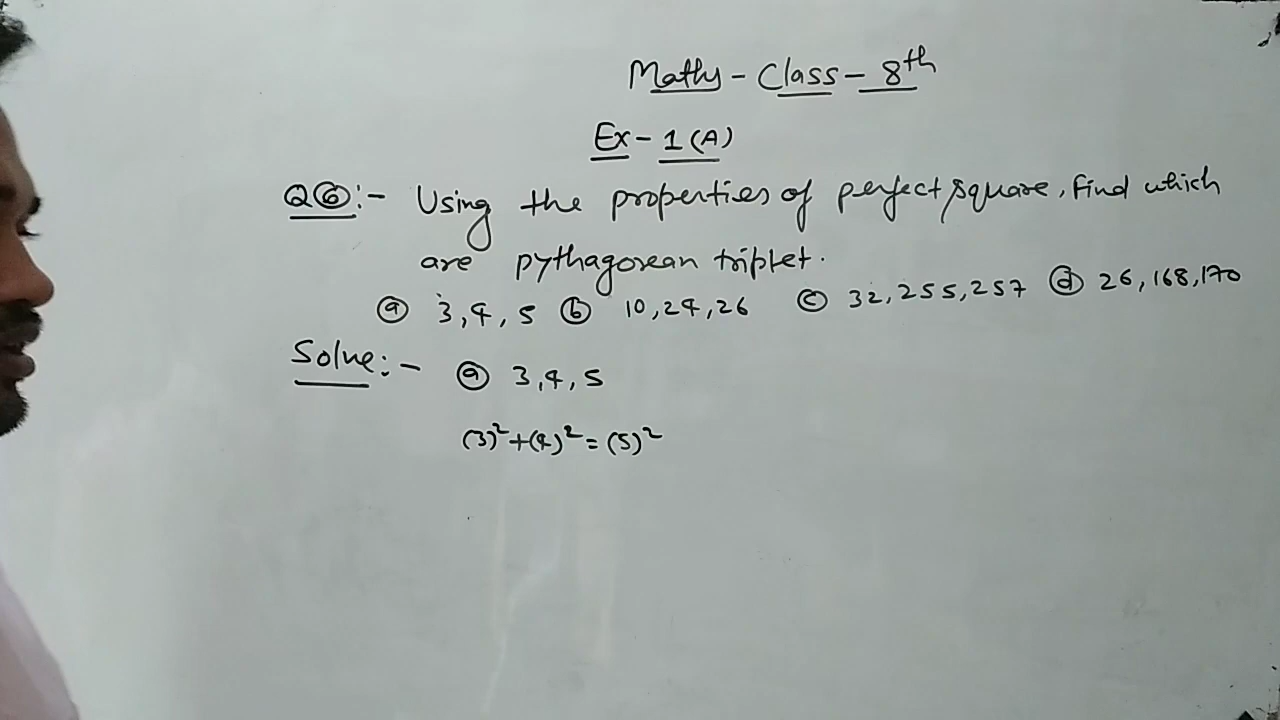 Maths - Class - 8th
Ex - 1(A)
Q⑥:- Using the properties of perfect square, find which
are pythagorean triplet.
ⓐ 3,4,5 ⓑ 10,24,26 ⓒ 32,255,257 ⓓ 26,168,170
Solve:- ⓐ 3,4,5
(3)²+(4)²=(5)²